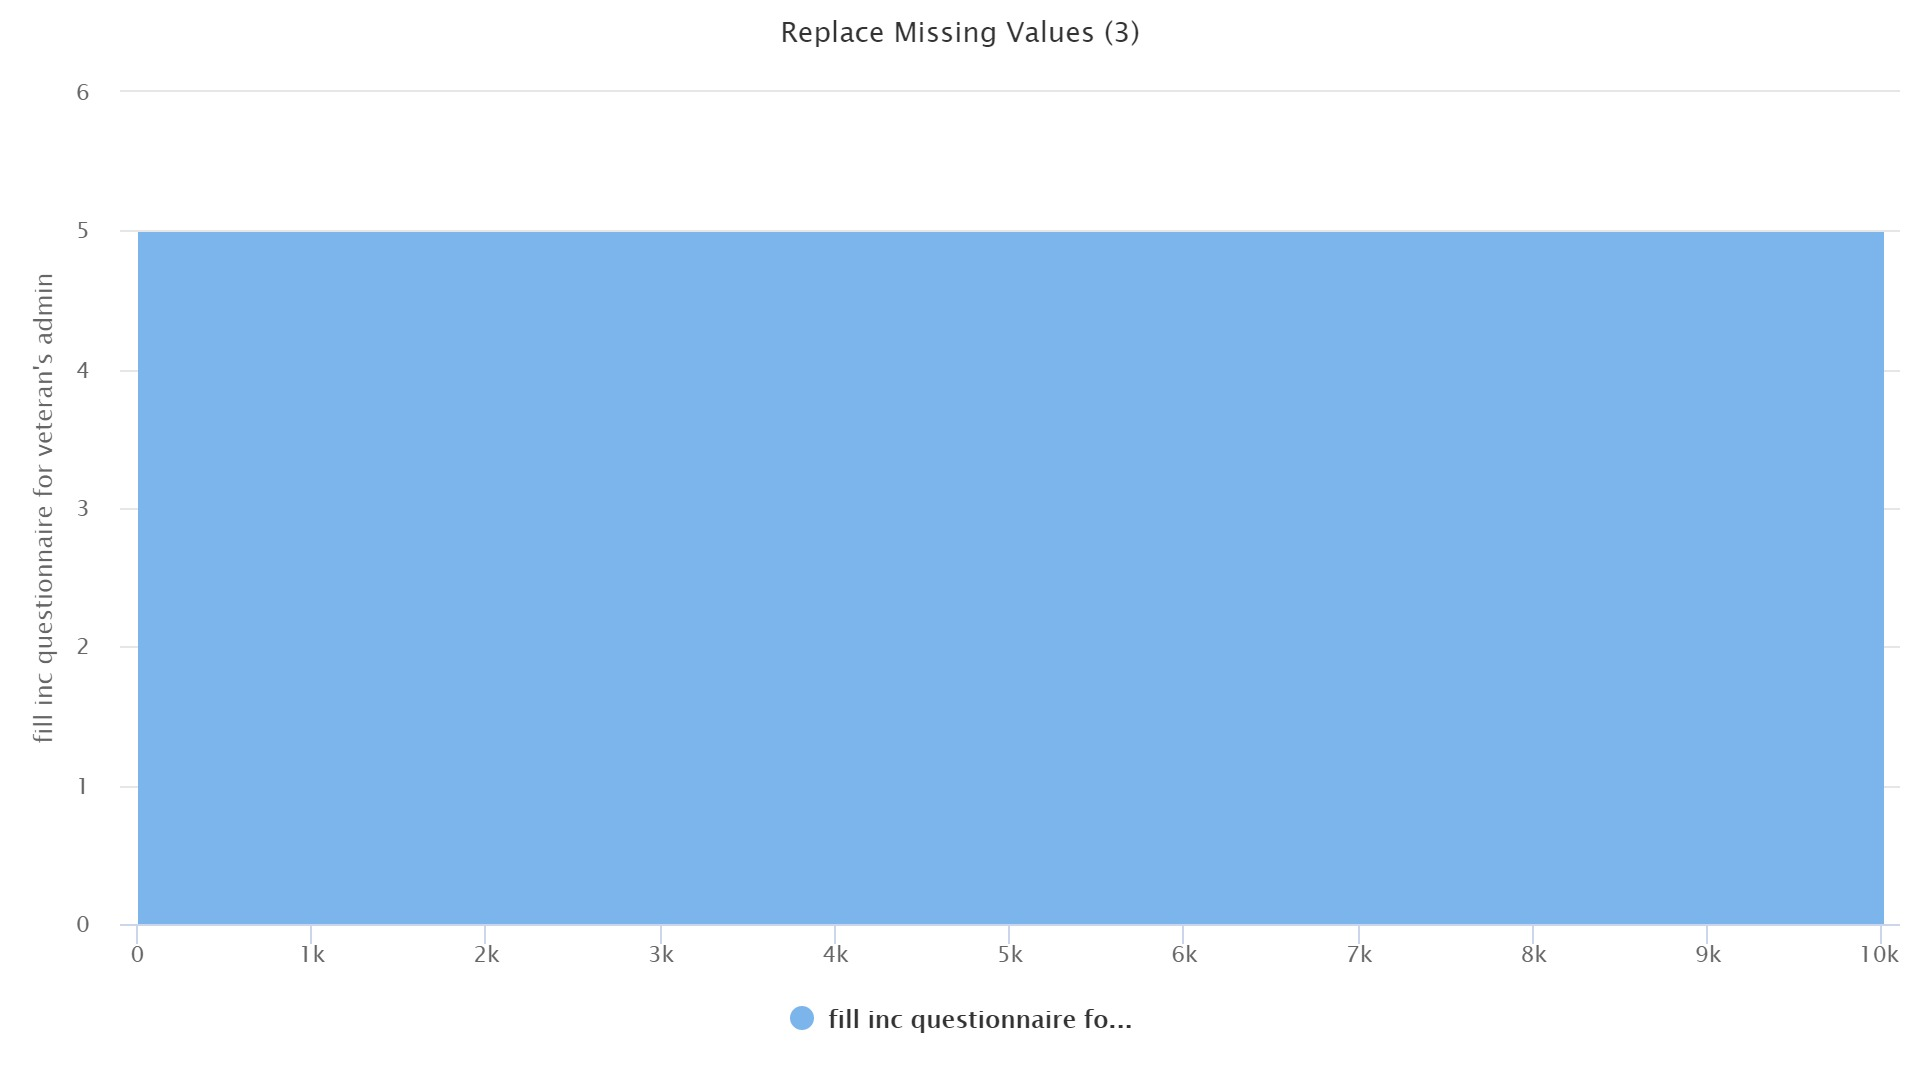 Replace Missing Values (3)
fill inc questionnaire for veteran's admin
6
5
4
3
2
1
0
0 1k 2k 3k 4k 5k 6k 7k 8k 9k 10k
fill inc questionnaire fo...